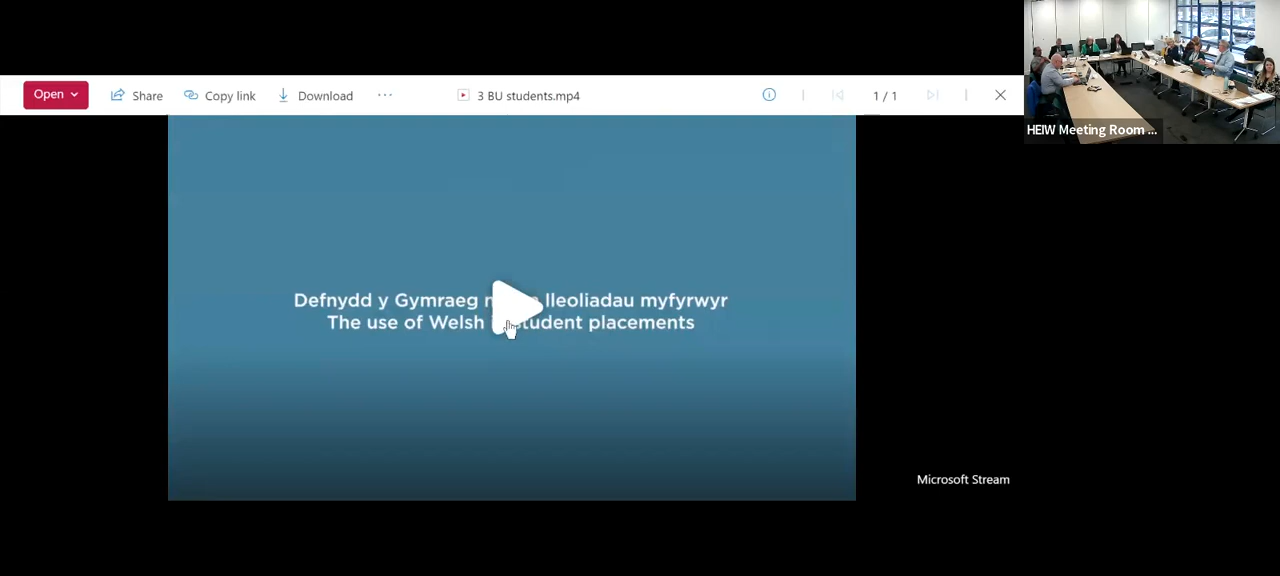 Open
Share
Copy link
Download
...
3 BU students.mp4
1 / 1
HEIW Meeting Room ...
Defnydd y Gymraeg lleoliadau myfyrwyr
The use of Welsh student placements
Microsoft Stream